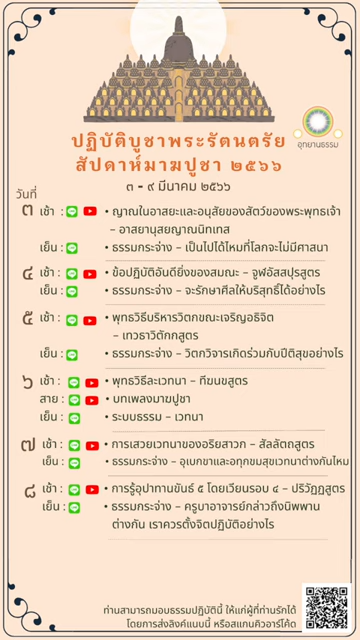 ปฏิบัติบูชาพระรัตนตรัย
สัปดาห์มาฆปูชา ๒๕๖๖
อุทยานธรรม
๓ - ๙ มีนาคม ๒๕๖๖
วันที่
๓ เช้า : • ญาณในอาสยะและอนุสัยของสัตว์ของพระพุทธเจ้า
- อาสยานุสยญาณนิทเทส
เย็น : • ธรรมกระจ่าง - เป็นไปได้ไหมที่โลกจะไม่มีศาสนา
๔ เช้า : • ข้อปฏิบัติอันดียิ่งของสมณะ - จูฬอัสสปุรสูตร
เย็น : • ธรรมกระจ่าง - จะรักษาศีลให้บริสุทธิ์ได้อย่างไร
๕ เช้า : • พุทธวิธีบริหารวิตกขณะเจริญอธิจิต
- เทวธาวิตักกสูตร
เย็น : • ธรรมกระจ่าง - วิตกวิจารเกิดร่วมกับปีติสุขอย่างไร
๖ เช้า : • พุทธวิธีละเวทนา - ทีฆนขสูตร
สาย : • บทเพลงมาฆปูชา
เย็น : • ระบบธรรม - เวทนา
๗ เช้า : • การเสวยเวทนาของอริยสาวก - สัลลัตถสูตร
เย็น : • ธรรมกระจ่าง - อุเบกขาและอทุกขมสุขเวทนาต่างกันไหม
๘ เช้า : • การรู้อุปาทานขันธ์ ๕ โดยเวียนรอบ ๔ - ปริวัฏฏสูตร
เย็น : • ธรรมกระจ่าง - ครูบาอาจารย์กล่าวถึงนิพพาน
ต่างกัน เราควรตั้งจิตปฏิบัติอย่างไร
ท่านสามารถมอบธรรมปฏิบัตินี้ ให้แก่ผู้ที่ท่านรักได้
โดยการส่งลิงค์แบบนี้ หรือสแกนคิวอาร์โค้ด